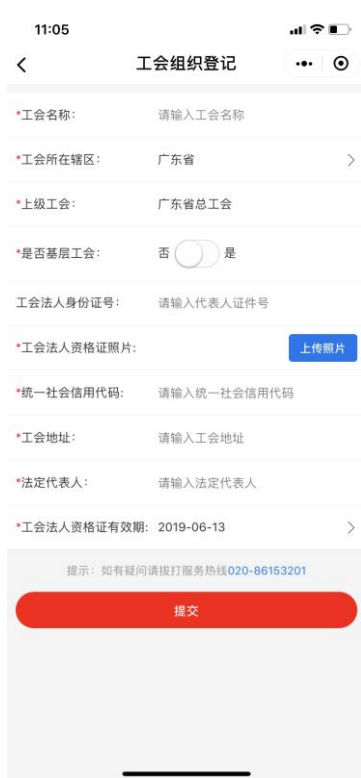 11:05
工会组织登记
*工会名称: 请输入工会名称
*工会所在辖区: 广东省
*上级工会: 广东省总工会
*是否基层工会: 否 是
工会法人身份证号: 请输入代表人证件号
*工会法人资格证照片: 上传照片
*统一社会信用代码: 请输入统一社会信用代码
*工会地址: 请输入工会地址
*法定代表人: 请输入法定代表人
*工会法人资格证有效期: 2019-06-13
提示: 如有疑问请拔打服务热线020-86153201
提交